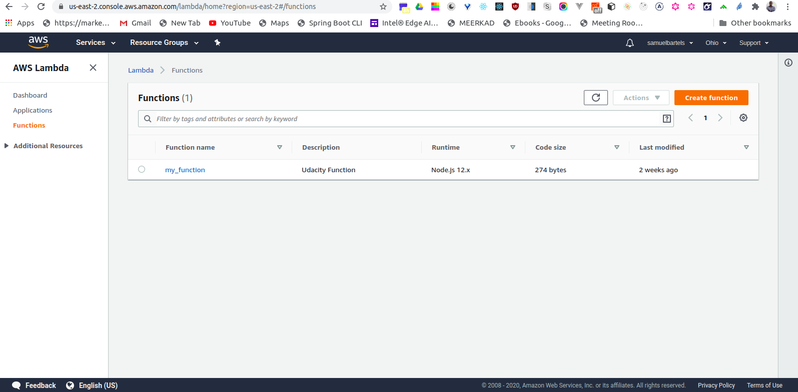 us-east-2.console.aws.amazon.com/lambda/home?region=us-east-2#/functions
Apps https://marke... Gmail New Tab YouTube Maps Spring Boot CLI Intel® Edge AI... MEERKAD Ebooks - Goog... Meeting Roo... Other bookmarks
aws Services Resource Groups samuelbartels Ohio Support
AWS Lambda
Dashboard
Applications
Functions
Additional Resources
Lambda Functions
Functions (1) Actions Create function
Filter by tags and attributes or search by keyword 1
Function name Description Runtime Code size Last modified
my_function Udacity Function Node.js 12.x 274 bytes 2 weeks ago
Feedback English (US) © 2008 - 2020, Amazon Web Services, Inc. or its affiliates. All rights reserved. Privacy Policy Terms of Use